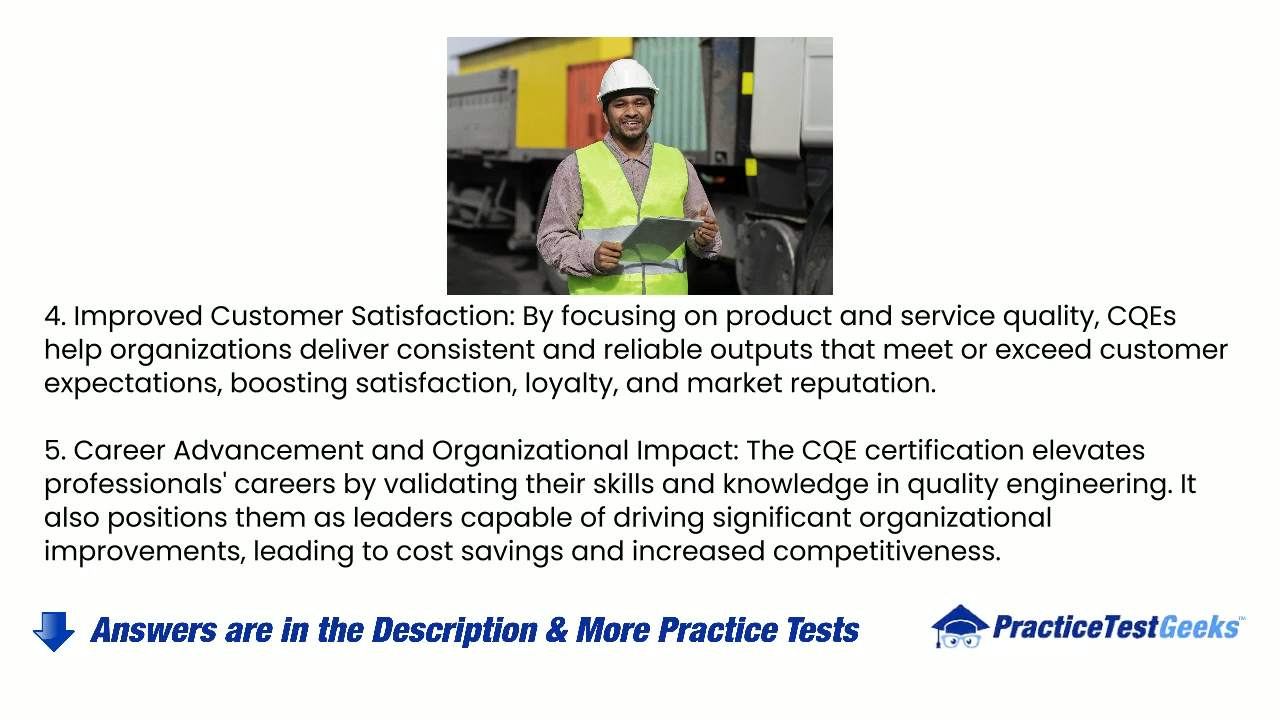 4. Improved Customer Satisfaction: By focusing on product and service quality, CQEs
help organizations deliver consistent and reliable outputs that meet or exceed customer
expectations, boosting satisfaction, loyalty, and market reputation.
5. Career Advancement and Organizational Impact: The CQE certification elevates
professionals' careers by validating their skills and knowledge in quality engineering. It
also positions them as leaders capable of driving significant organizational
improvements, leading to cost savings and increased competitiveness.
Answers are in the Description & More Practice Tests
PracticeTestGeeks™